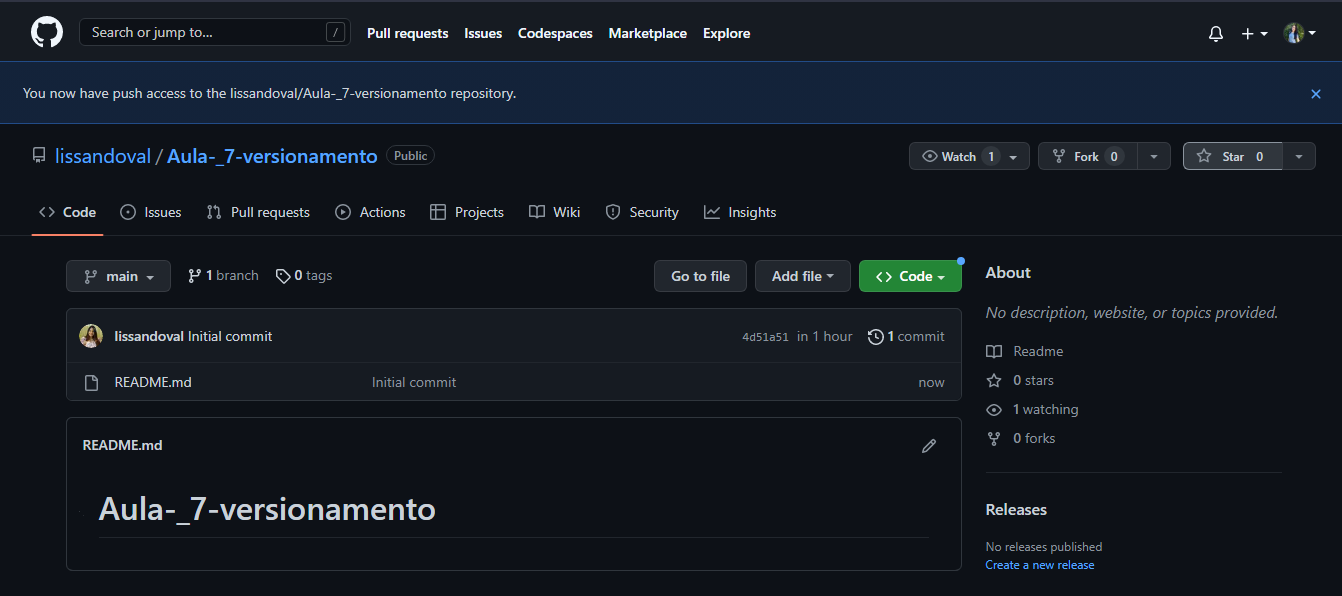 Search or jump to... / Pull requests Issues Codespaces Marketplace Explore
You now have push access to the lissandoval/Aula-_7-versionamento repository.
lissandoval / Aula-_7-versionamento Public Watch 1 Fork 0 Star 0
Code Issues Pull requests Actions Projects Wiki Security Insights
main 1 branch 0 tags Go to file Add file Code
lissandoval Initial commit 4d51a51 in 1 hour 1 commit
README.md Initial commit now
README.md
Aula-_7-versionamento
About
No description, website, or topics provided.
Readme
0 stars
1 watching
0 forks
Releases
No releases published
Create a new release